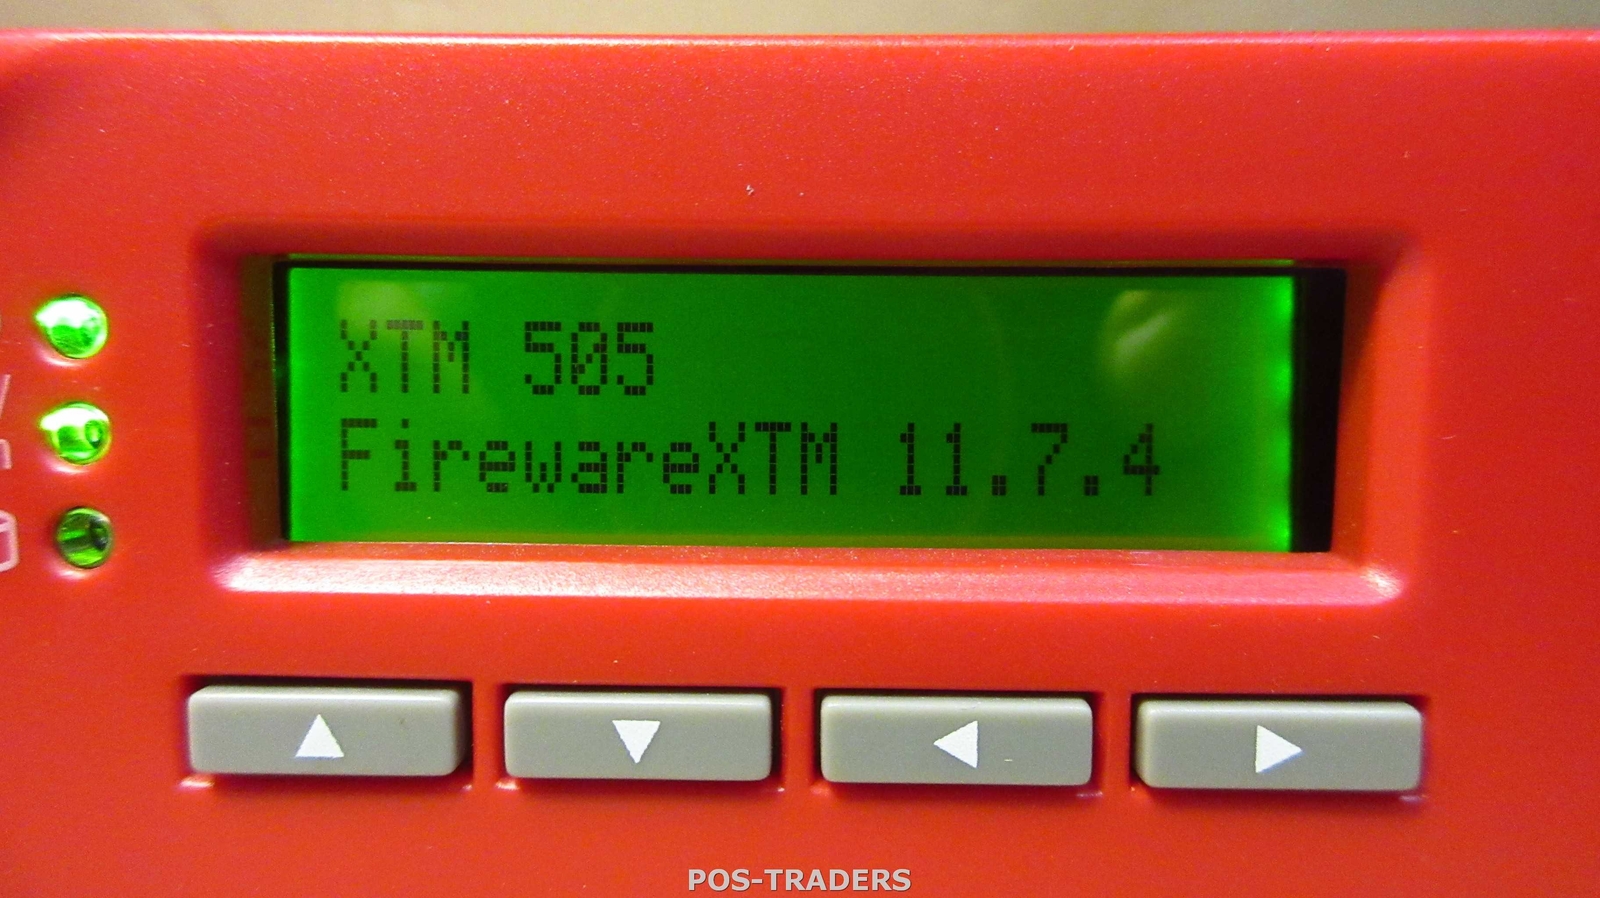 XTM 505
FirewareXTM 11.7.4
POS-TRADERS